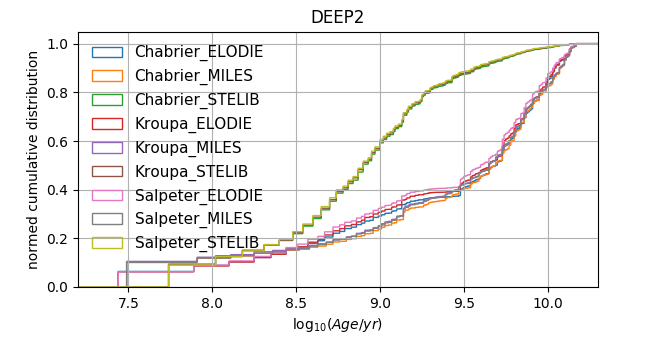 DEEP2
normed cumulative distribution
1.0
0.8
0.6
0.4
0.2
0.0
Chabrier_ELODIE
Chabrier_MILES
Chabrier_STELIB
Kroupa_ELODIE
Kroupa_MILES
Kroupa_STELIB
Salpeter_ELODIE
Salpeter_MILES
Salpeter_STELIB
7.5 8.0 8.5 9.0 9.5 10.0
log₁₀(Age/yr)